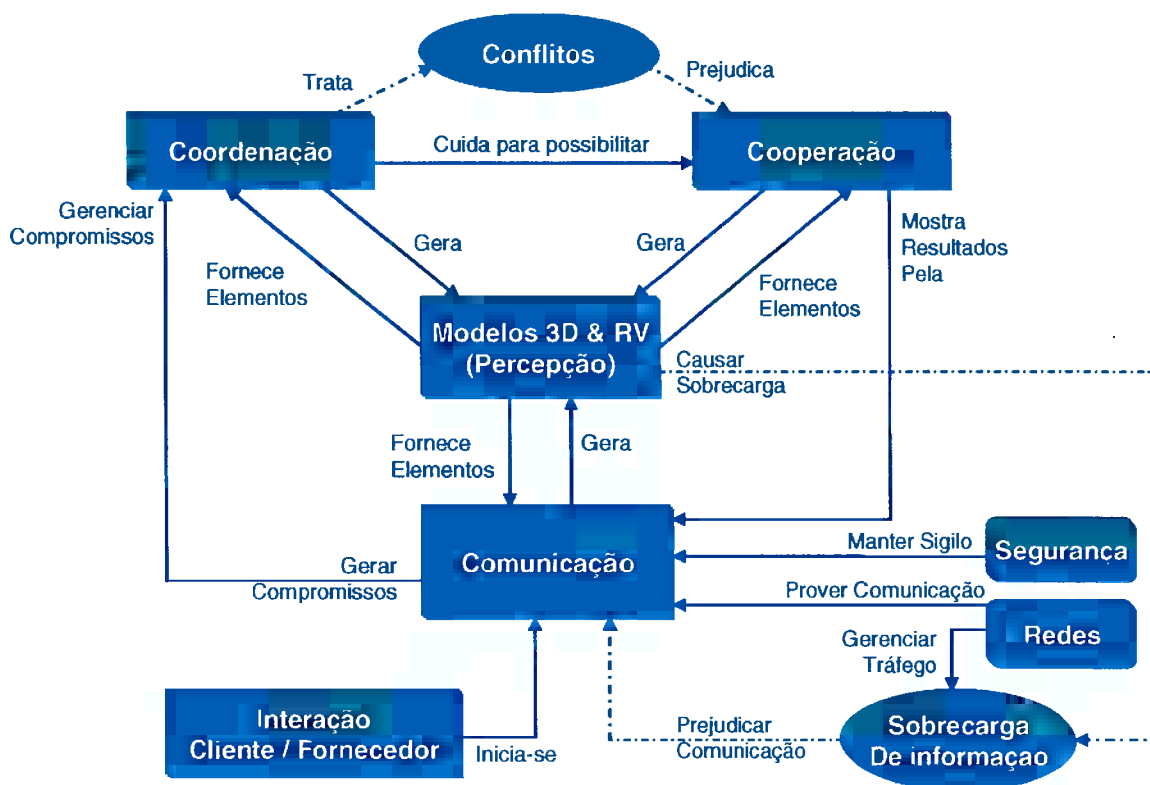 Conflitos
Trata
Prejudica
Coordenação
Cuida para possibilitar
Cooperação
Gerenciar
Compromissos
Gera
Gera
Mostra
Resultados
Pela
Fornece
Elementos
Fornece
Elementos
Modelos 3D & RV
(Percepção)
Causar
Sobrecarga
Fornece
Elementos
Gera
Comunicação
Manter Sigilo
Segurança
Gerar
Compromissos
Prover Comunicação
Redes
Gerenciar
Tráfego
Interação
Cliente / Fornecedor
Inicia-se
Prejudicar
Comunicação
Sobrecarga
De informaçao